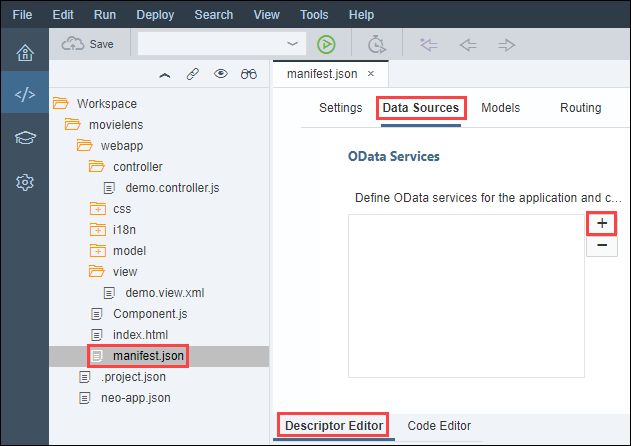 File Edit Run Deploy Search View Tools Help
Save
manifest.json ×
Settings Data Sources Models Routing
Workspace
movielens
webapp
controller
demo.controller.js
css
i18n
model
view
demo.view.xml
Component.js
index.html
manifest.json
.project.json
neo-app.json
OData Services
Define OData services for the application and c...
+
−
Descriptor Editor Code Editor